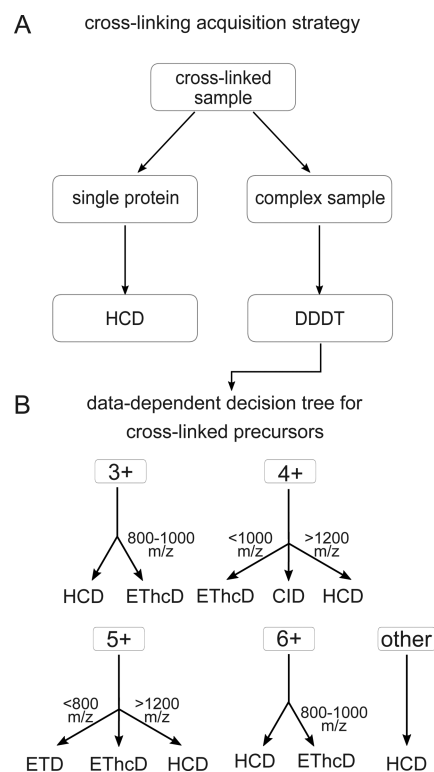 A
cross-linking acquisition strategy
cross-linked
sample
single protein
complex sample
HCD
DDDT
B
data-dependent decision tree for
cross-linked precursors
3+
800-1000
m/z
HCD
EThcD
4+
<1000
m/z
>1200
m/z
EThcD
CID
HCD
5+
<800
m/z
>1200
m/z
ETD
EThcD
HCD
6+
800-1000
m/z
HCD
EThcD
other
HCD